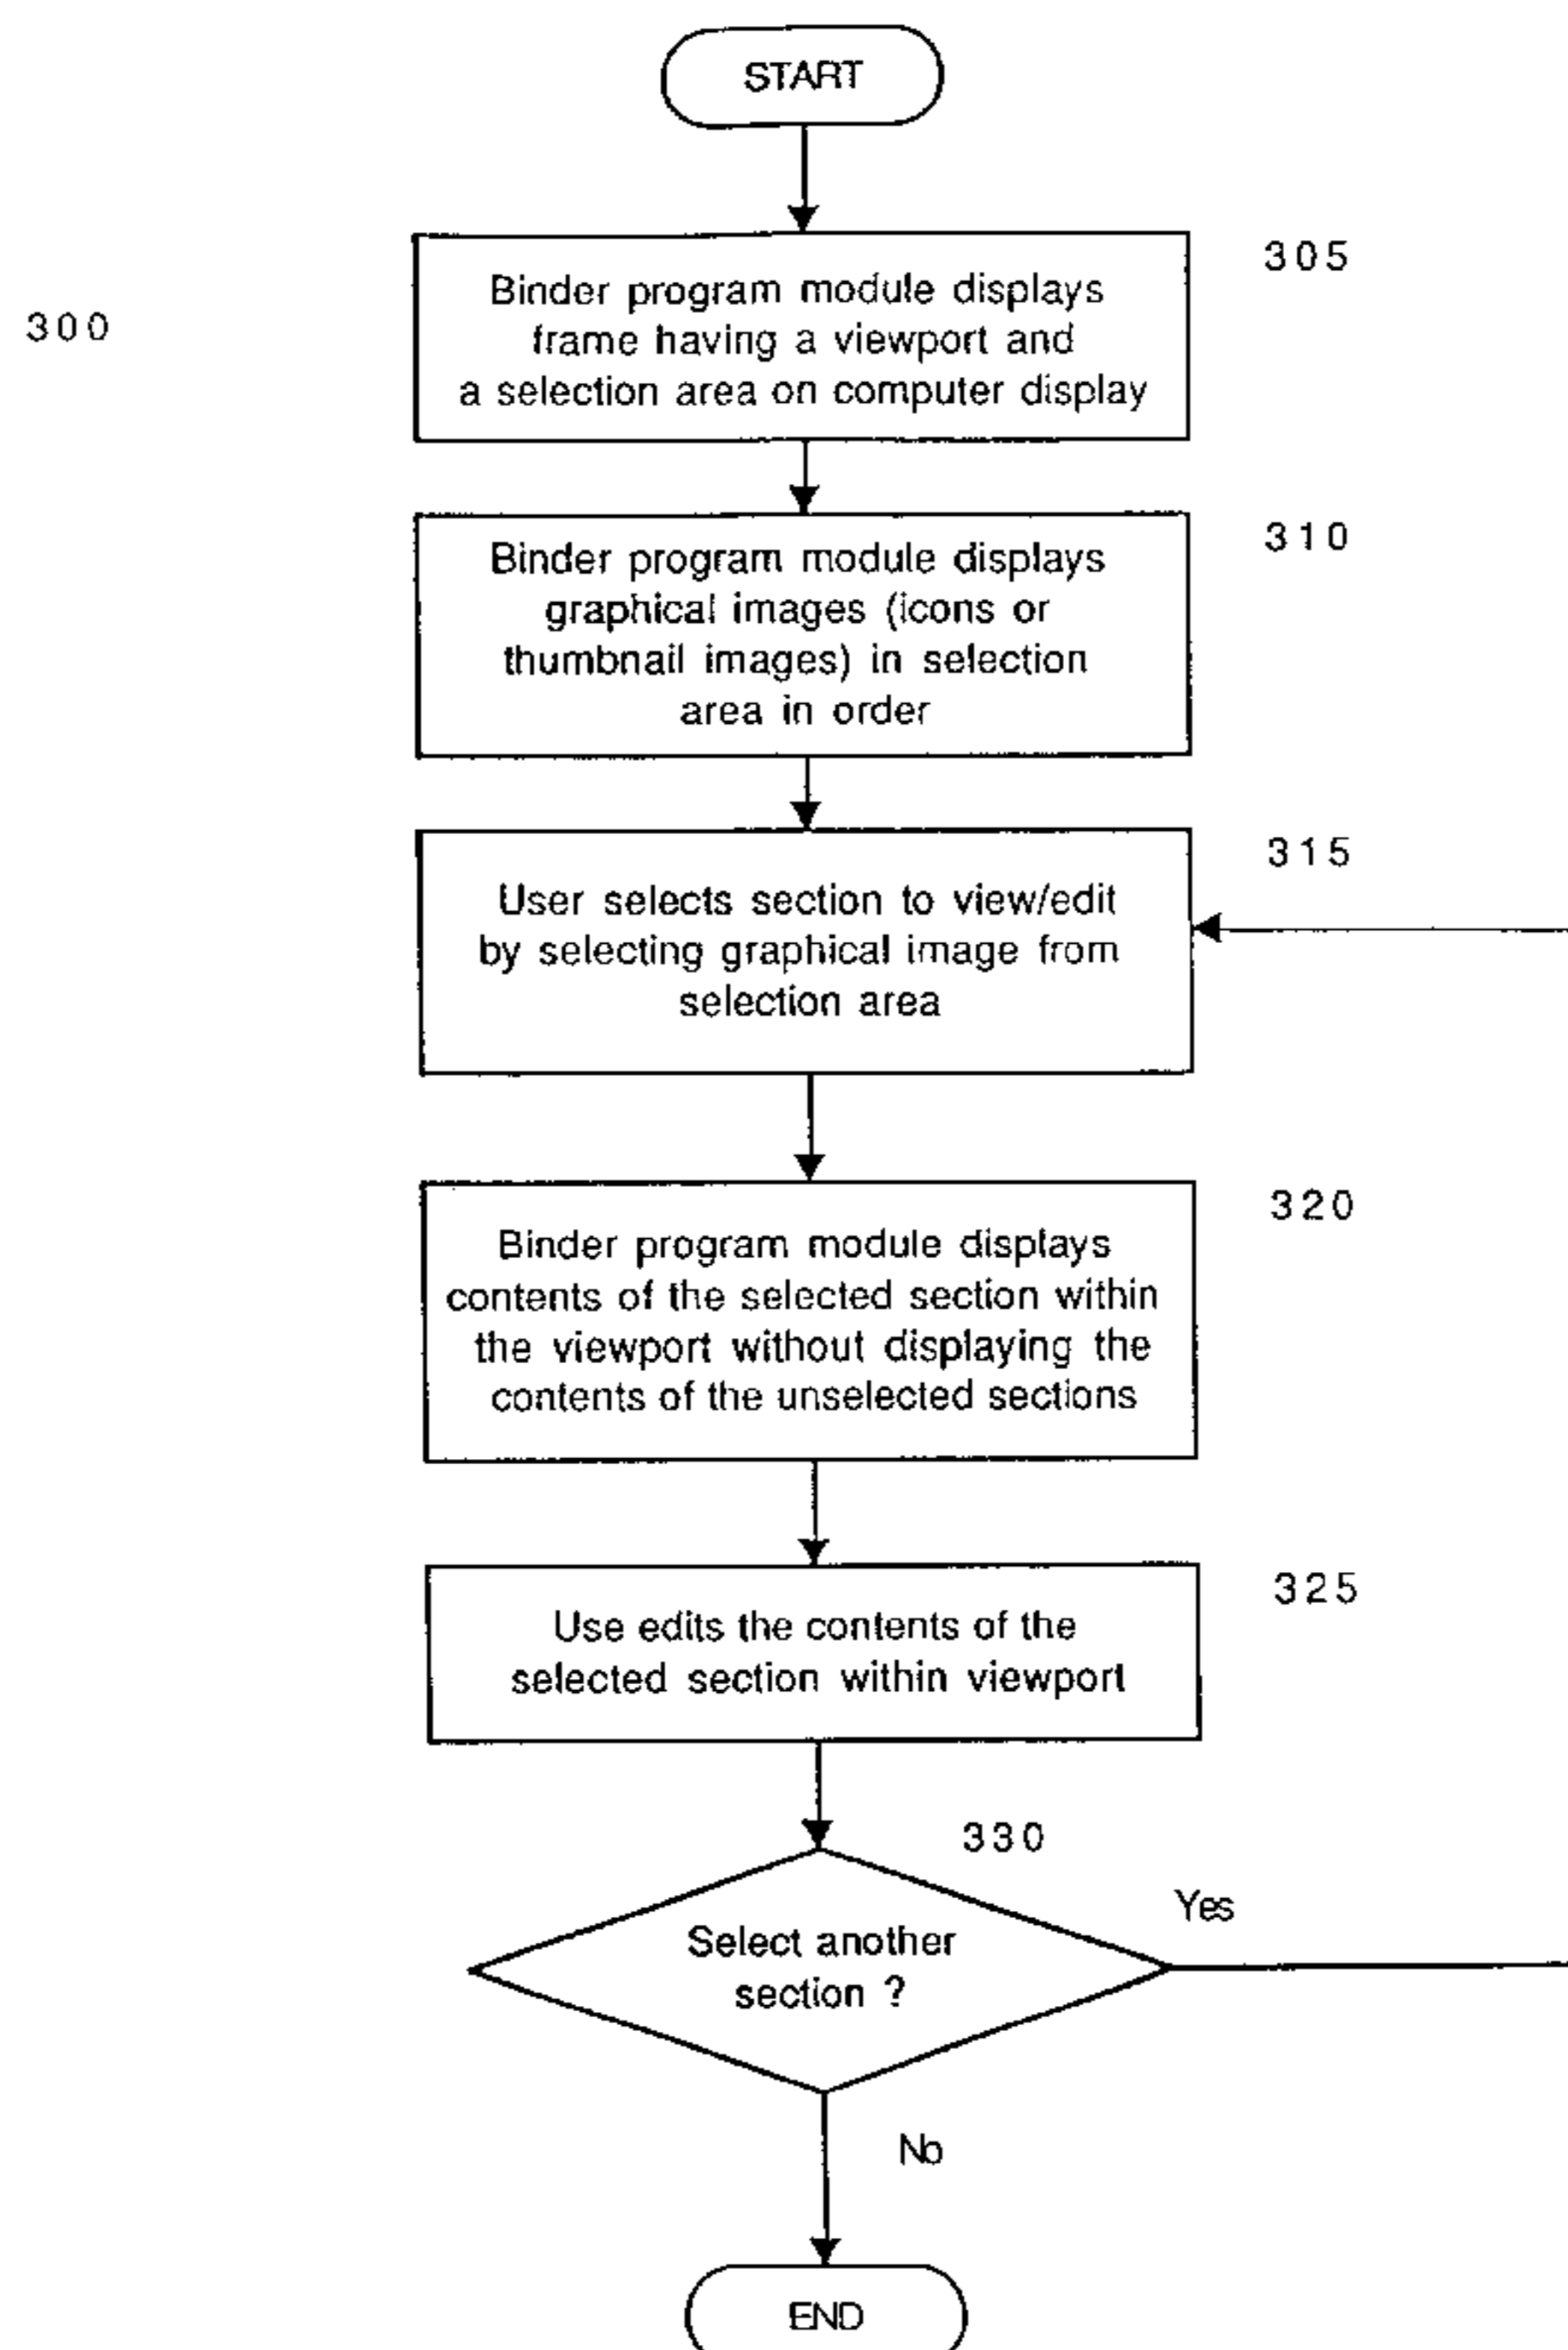 START
305
Binder program module displays
frame having a viewport and
a selection area on computer display
300
310
Binder program module displays
graphical images (icons or
thumbnail images) in selection
area in order
315
User selects section to view/edit
by selecting graphical image from
selection area
320
Binder program module displays
contents of the selected section within
the viewport without displaying the
contents of the unselected sections
325
Use edits the contents of the
selected section within viewport
330
Yes
Select another
section ?
No
END